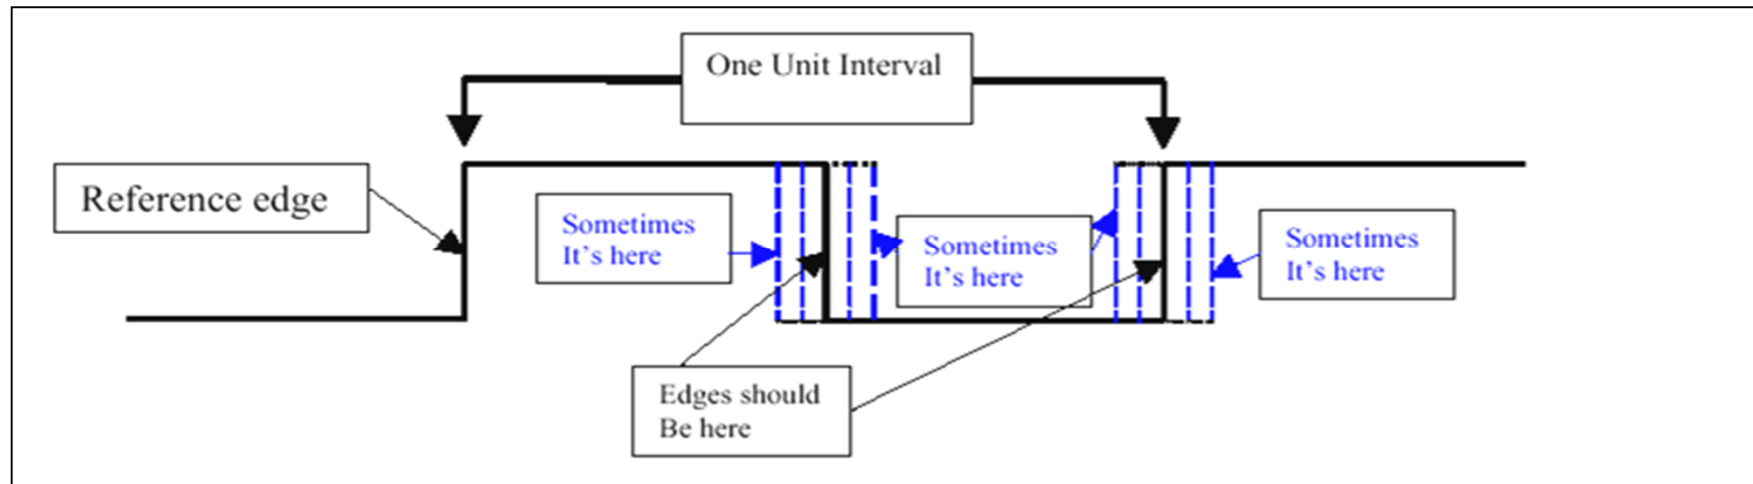 One Unit Interval
Reference edge
Sometimes
It's here
Sometimes
It's here
Sometimes
It's here
Edges should
Be here